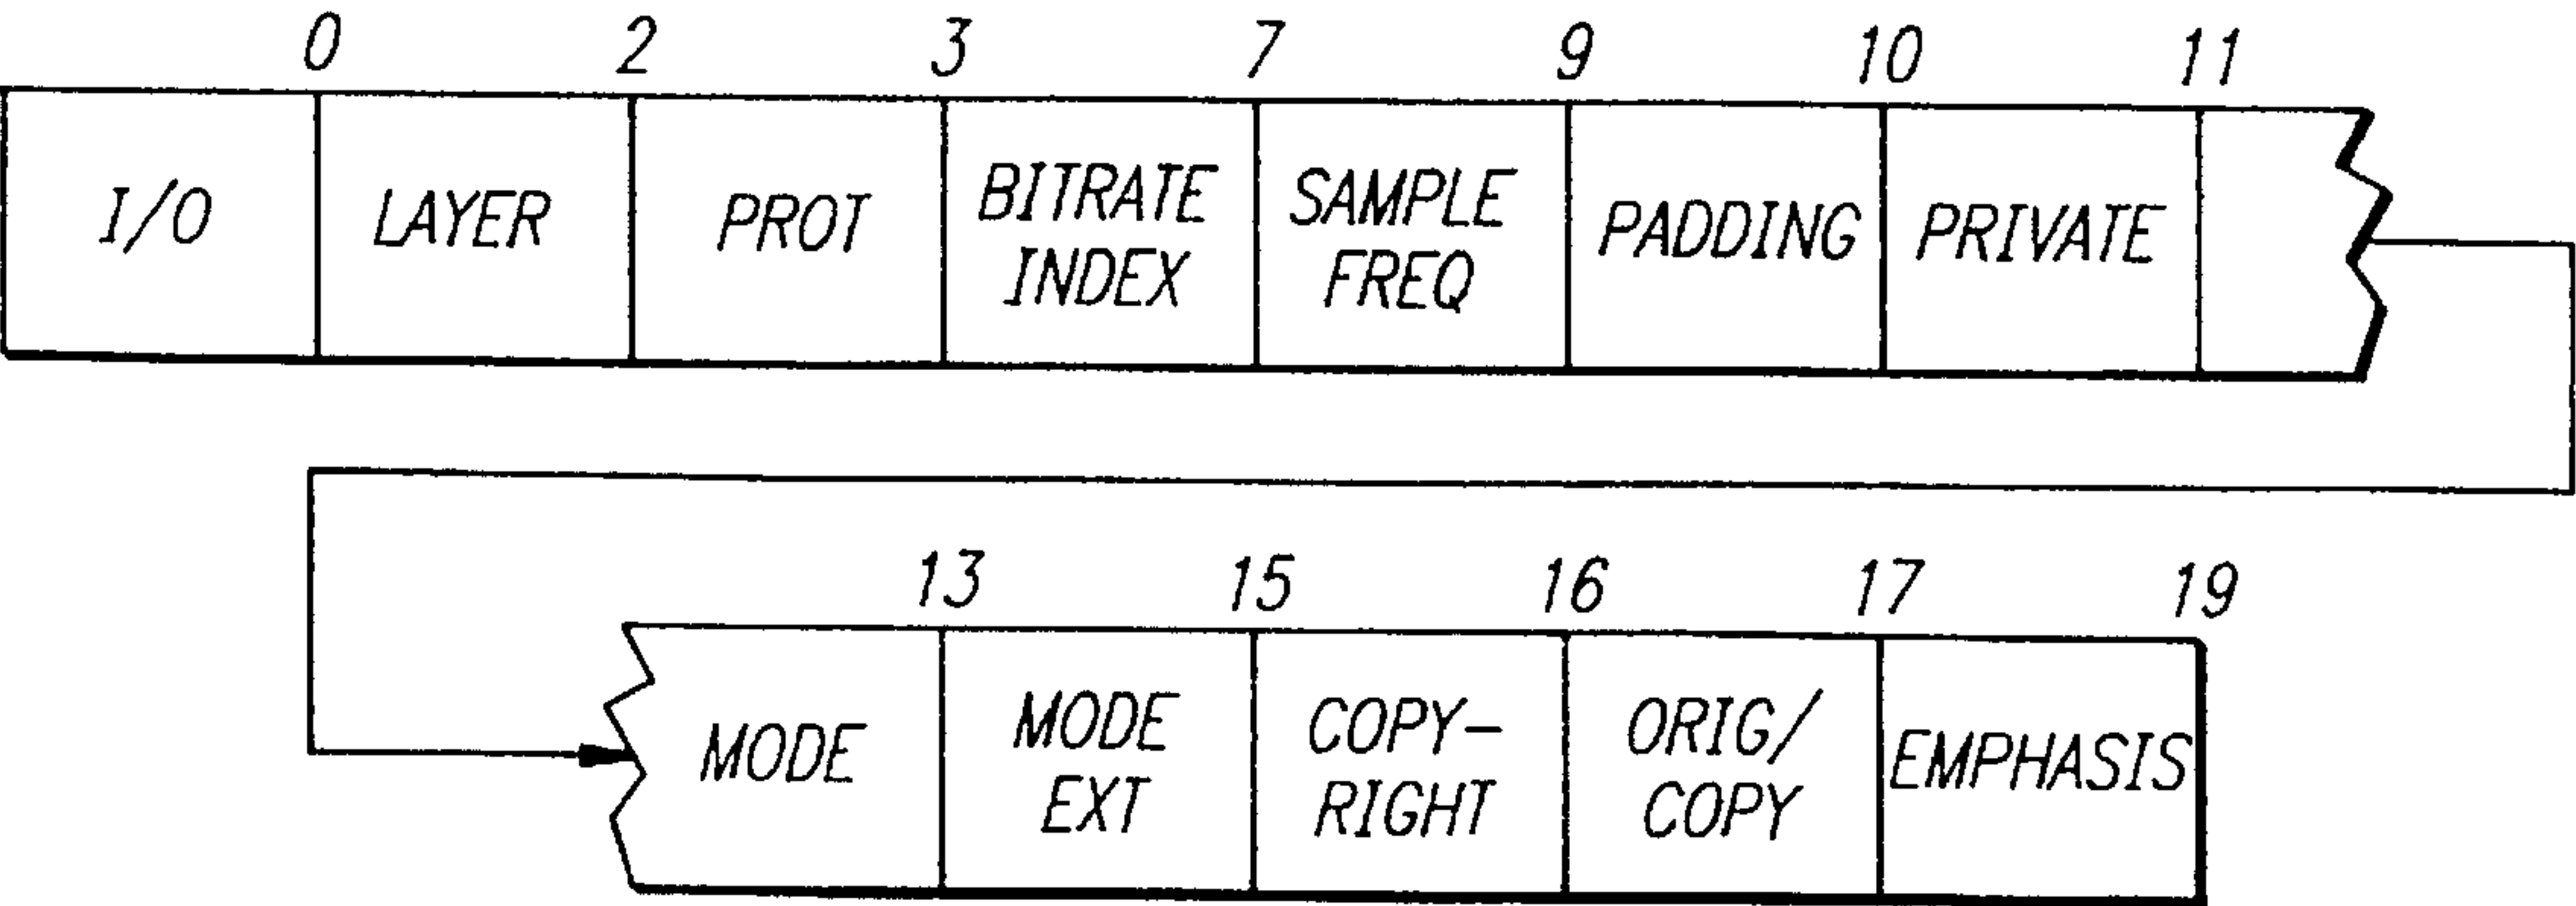 0 2 3 7 9 10 11
I/O LAYER PROT BITRATE INDEX SAMPLE FREQ PADDING PRIVATE
13 15 16 17 19
MODE MODE EXT COPY-RIGHT ORIG/COPY EMPHASIS